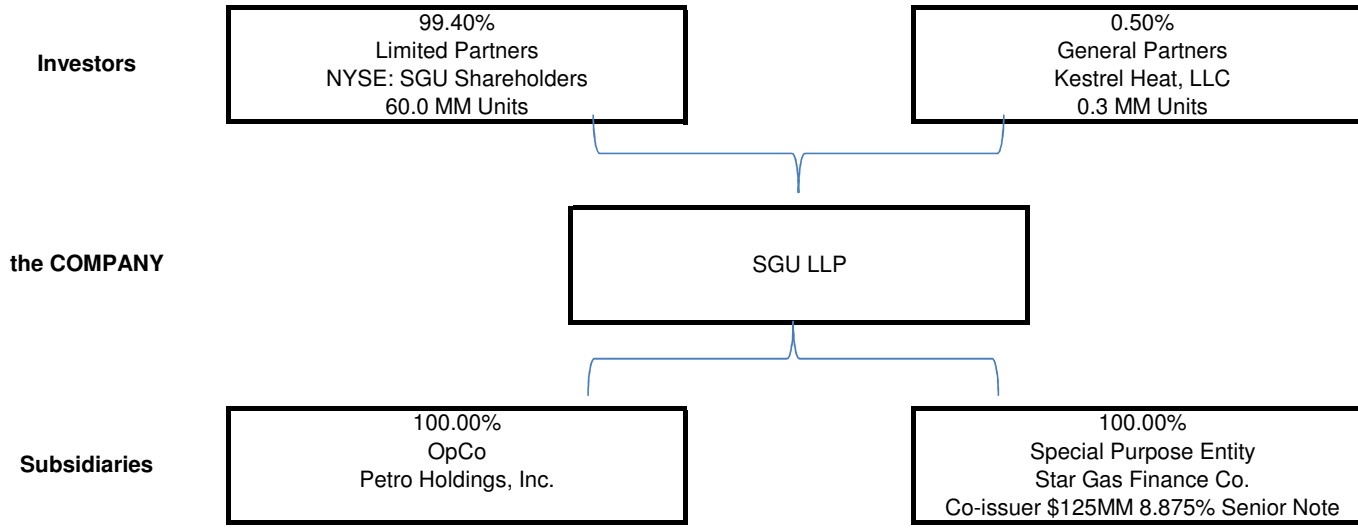 Investors
99.40%
Limited Partners
NYSE: SGU Shareholders
60.0 MM Units
0.50%
General Partners
Kestrel Heat, LLC
0.3 MM Units
the COMPANY
SGU LLP
Subsidiaries
100.00%
OpCo
Petro Holdings, Inc.
100.00%
Special Purpose Entity
Star Gas Finance Co.
Co-issuer $125MM 8.875% Senior Note